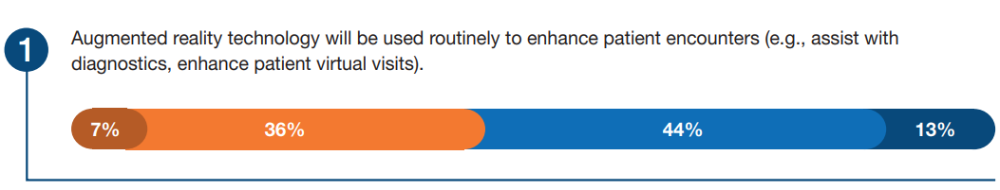 1
Augmented reality technology will be used routinely to enhance patient encounters (e.g., assist with
diagnostics, enhance patient virtual visits).
7% 36% 44% 13%